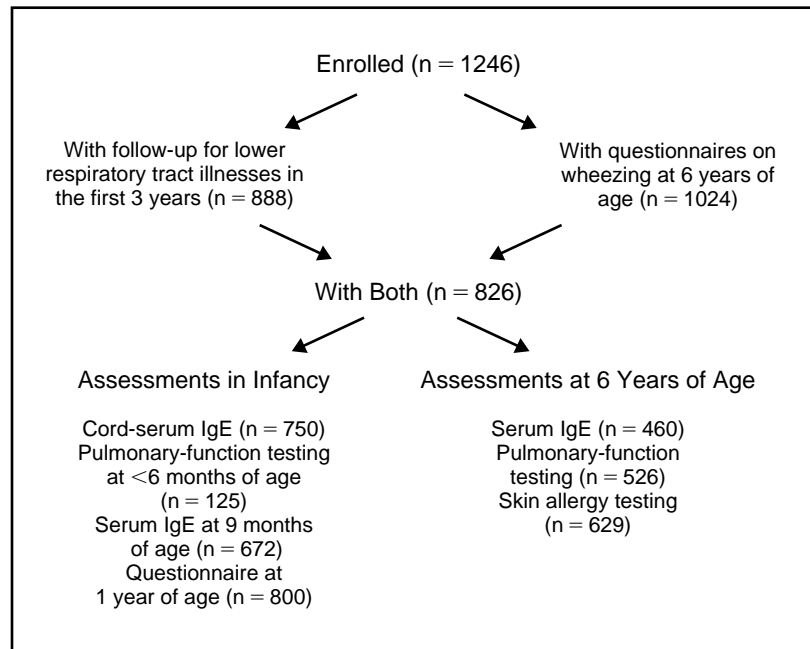 Enrolled (n = 1246)
With follow-up for lower
respiratory tract illnesses in
the first 3 years (n = 888)
With questionnaires on
wheezing at 6 years of
age (n = 1024)
With Both (n = 826)
Assessments in Infancy
Cord-serum IgE (n = 750)
Pulmonary-function testing
at <6 months of age
(n = 125)
Serum IgE at 9 months
of age (n = 672)
Questionnaire at
1 year of age (n = 800)
Assessments at 6 Years of Age
Serum IgE (n = 460)
Pulmonary-function
testing (n = 526)
Skin allergy testing
(n = 629)